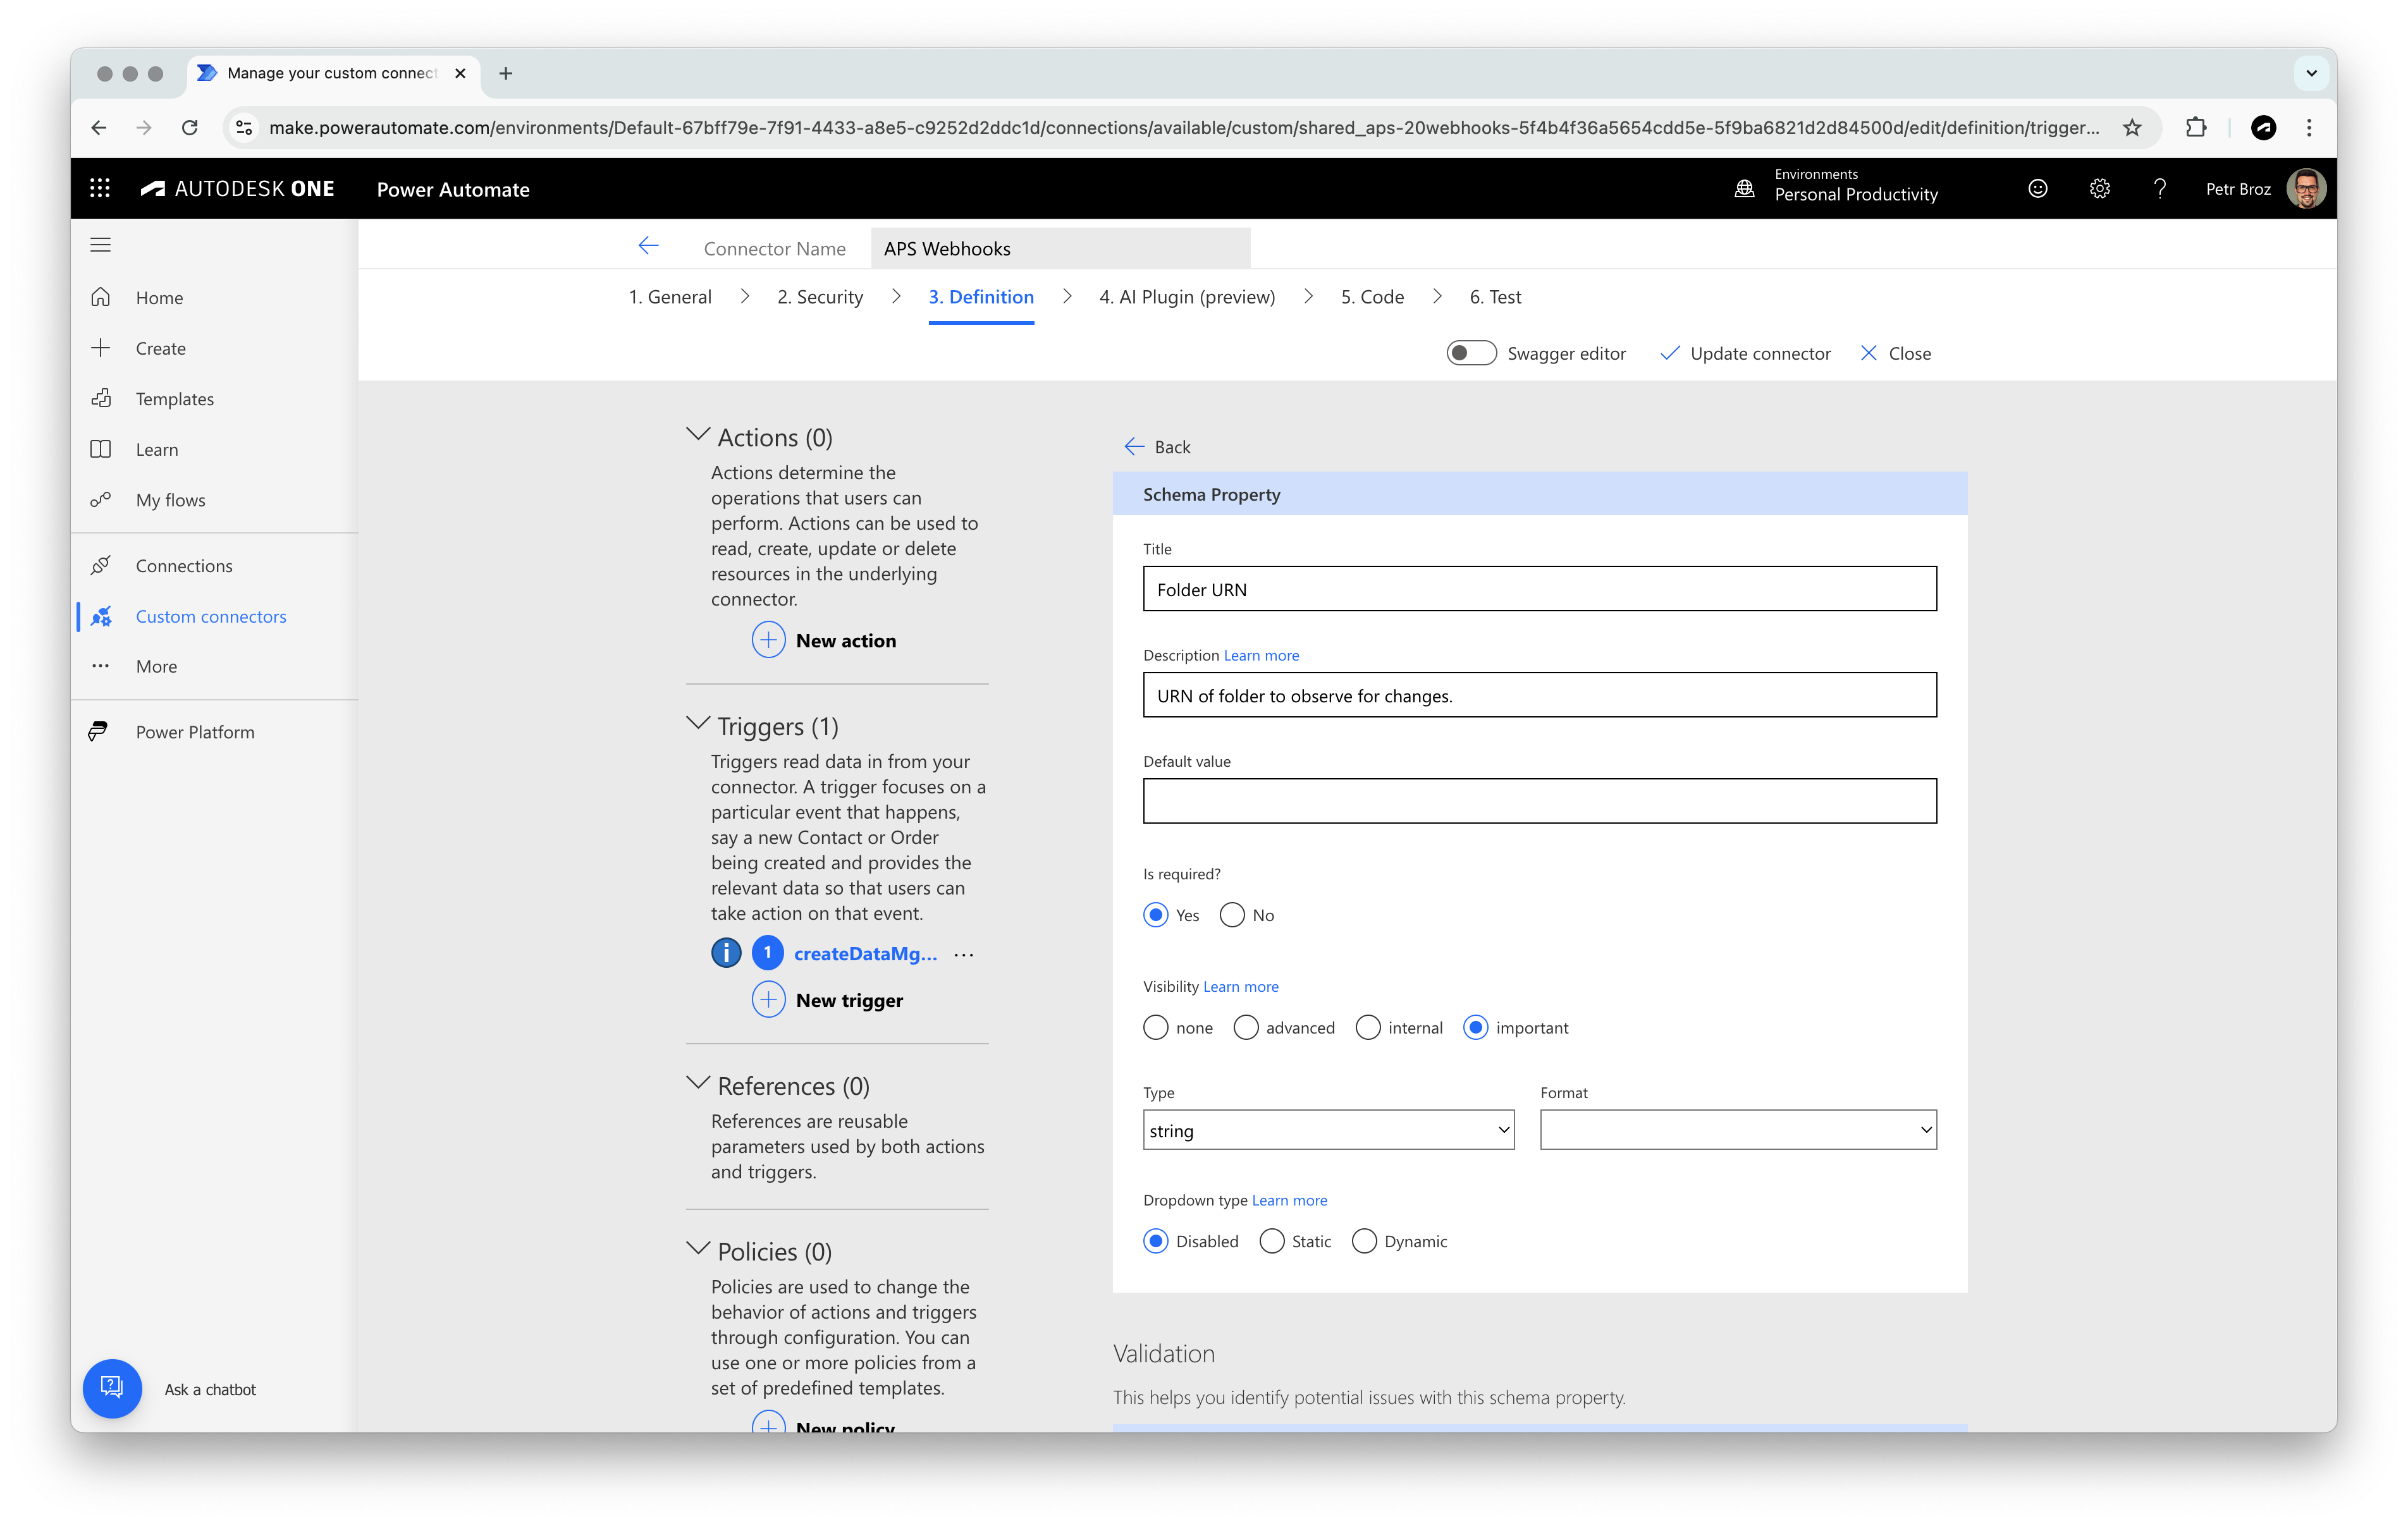 Manage your custom connect
make.powerautomate.com/environments/Default-67bff79e-7f91-4433-a8e5-c9252d2ddc1d/connections/available/custom/shared_aps-20webhooks-5f4b4f36a5654cdd5e-5f9ba6821d2d84500d/edit/definition/trigger...
AUTODESK ONE
Power Automate
Environments
Personal Productivity
Petr Broz
Connector Name
APS Webhooks
1. General
2. Security
3. Definition
4. AI Plugin (preview)
5. Code
6. Test
Swagger editor
Update connector
Close
Home
Create
Templates
Learn
My flows
Connections
Custom connectors
More
Power Platform
Ask a chatbot
Actions (0)
Actions determine the
operations that users can
perform. Actions can be used to
read, create, update or delete
resources in the underlying
connector.
New action
Triggers (1)
Triggers read data in from your
connector. A trigger focuses on a
particular event that happens,
say a new Contact or Order
being created and provides the
relevant data so that users can
take action on that event.
1 createDataMg... ...
New trigger
References (0)
References are reusable
parameters used by both actions
and triggers.
Policies (0)
Policies are used to change the
behavior of actions and triggers
through configuration. You can
use one or more policies from a
set of predefined templates.
New policy
Back
Schema Property
Title
Folder URN
Description Learn more
URN of folder to observe for changes.
Default value
Is required?
Yes No
Visibility Learn more
none advanced internal important
Type
string
Format
Dropdown type Learn more
Disabled Static Dynamic
Validation
This helps you identify potential issues with this schema property.